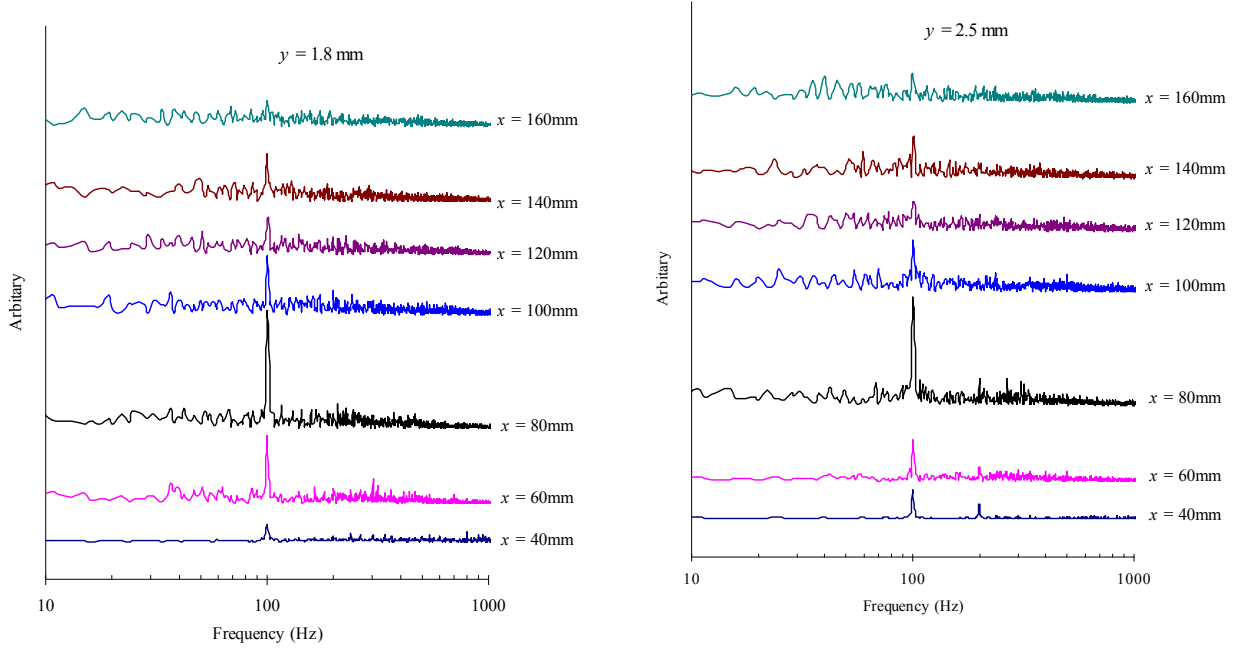 y = 1.8 mm
x = 160mm
x = 140mm
x = 120mm
x = 100mm
x = 80mm
x = 60mm
x = 40mm
Arbitary
10
100
1000
Frequency (Hz)
y = 2.5 mm
x = 160mm
x = 140mm
x = 120mm
x = 100mm
x = 80mm
x = 60mm
x = 40mm
Arbitary
10
100
1000
Frequency (Hz)